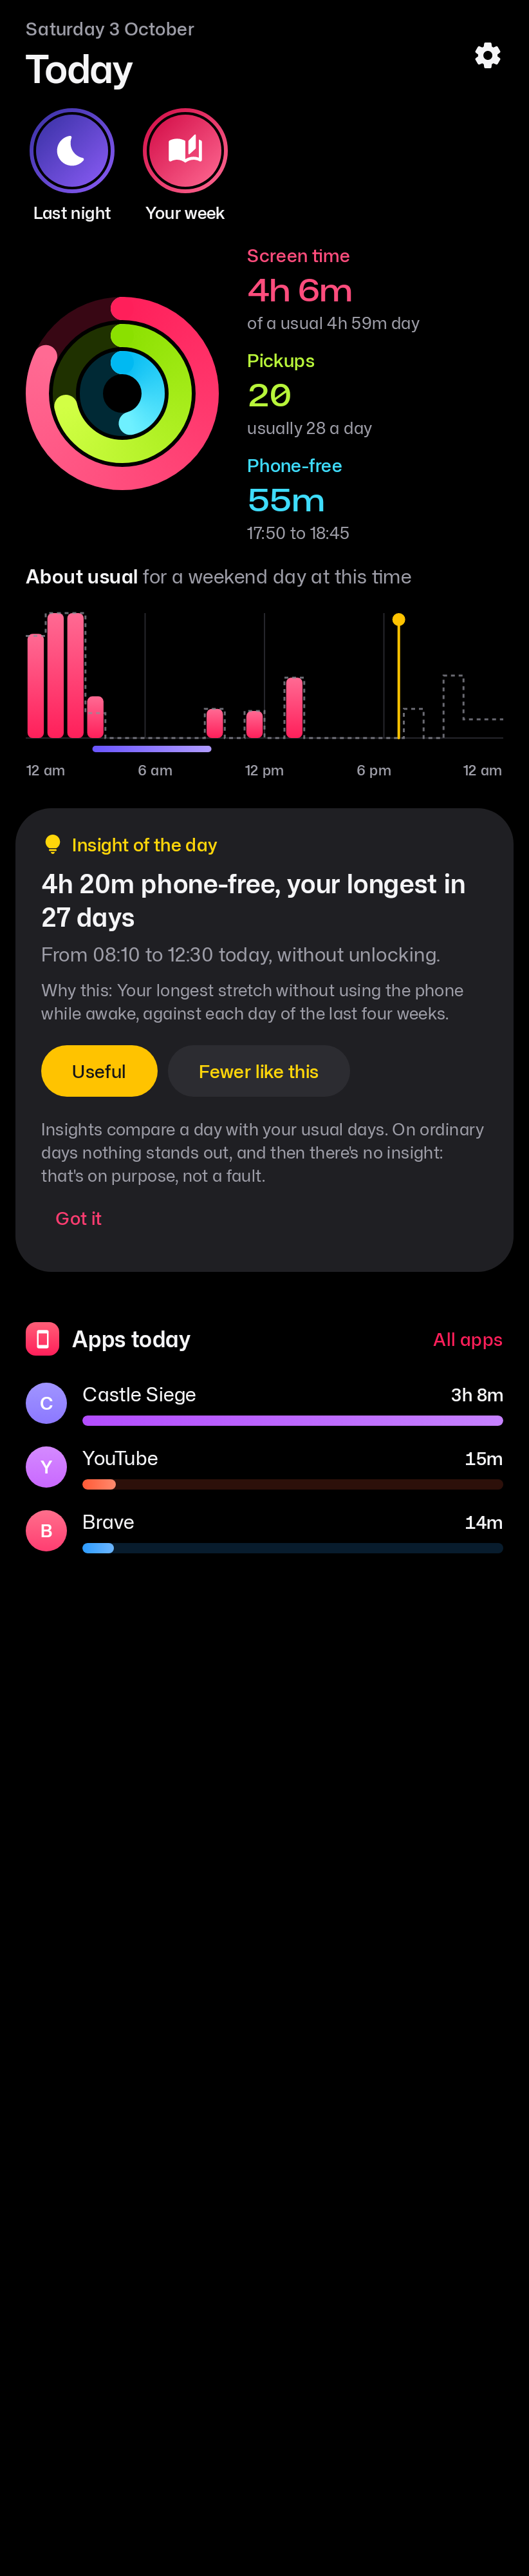 Saturday 3 October
Today
Last night
Your week
Screen time
4h 6m
of a usual 4h 59m day
Pickups
20
usually 28 a day
Phone-free
55m
17:50 to 18:45
About usual for a weekend day at this time
12 am
6 am
12 pm
6 pm
12 am
Insight of the day
4h 20m phone-free, your longest in
27 days
From 08:10 to 12:30 today, without unlocking.
Why this: Your longest stretch without using the phone
while awake, against each day of the last four weeks.
Useful
Fewer like this
Insights compare a day with your usual days. On ordinary
days nothing stands out, and then there's no insight:
that's on purpose, not a fault.
Got it
Apps today
All apps
C
Castle Siege
3h 8m
Y
YouTube
15m
B
Brave
14m